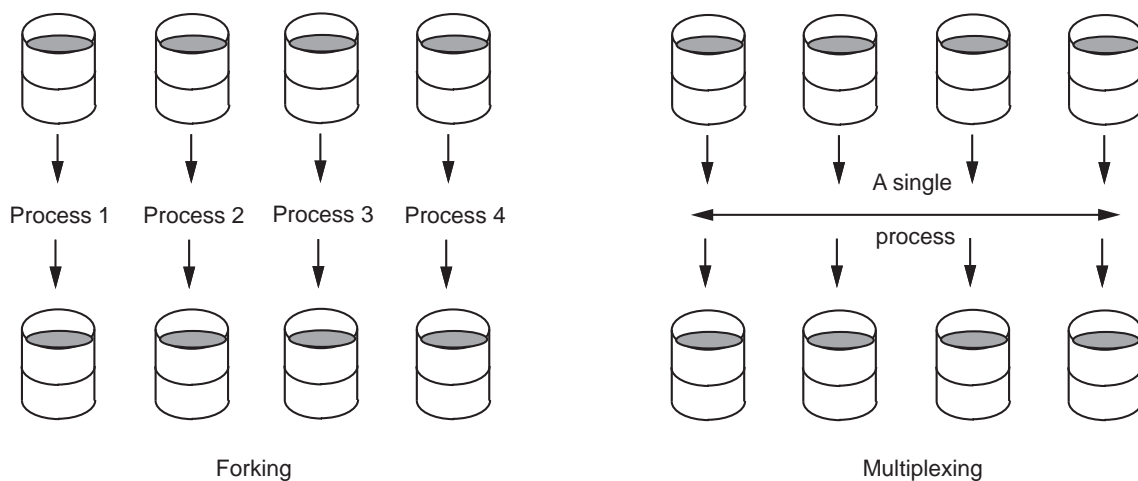 Process 1
Process 2
Process 3
Process 4
Forking
A single
process
Multiplexing